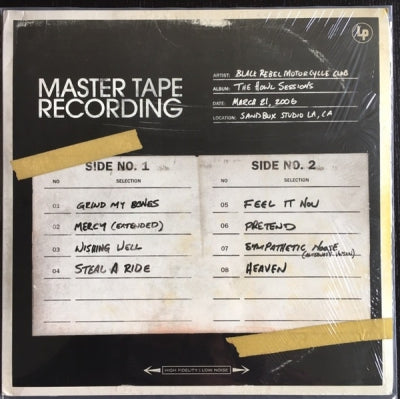 LP
MASTER TAPE
RECORDING
ARTIST: BLACK REBEL MOTORCYCLE CLUB
ALBUM: THE HOWL SESSIONS
DATE: MARCH 21, 2006
LOCATION: SANDBOX STUDIO LA, CA
SIDE NO. 1
NO SELECTION
01 GRIND MY BONES
02 MERCY (EXTENDED)
03 WISHING WELL
04 STEAL A RIDE
SIDE NO. 2
NO SELECTION
05 FEEL IT NOW
06 PRETEND
07 SYMPATHETIC NOOSE
(ALTERNATE VERSION)
08 HEAVEN
HIGH FIDELITY : LOW NOISE